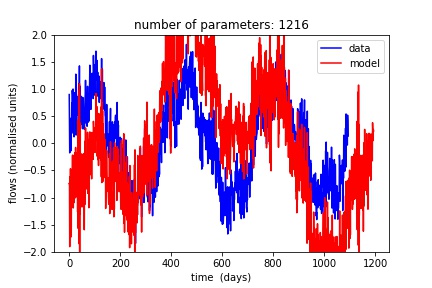 number of parameters: 1216
data
model
flows (normalised units)
2.0
1.5
1.0
0.5
0.0
−0.5
−1.0
−1.5
−2.0
0 200 400 600 800 1000 1200
time (days)